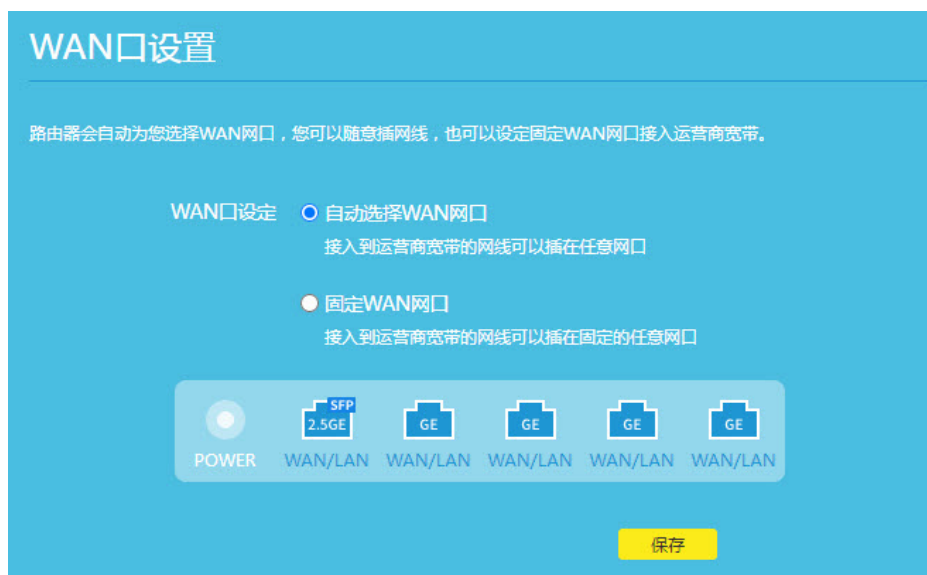 WAN口设置
路由器会自动为您选择WAN网口，您可以随意插网线，也可以设定固定WAN网口接入运营商宽带。
WAN口设定 自动选择WAN网口
接入到运营商宽带的网线可以插在任意网口
固定WAN网口
接入到运营商宽带的网线可以插在固定的任意网口
SFP
2.5GE GE GE GE GE
POWER WAN/LAN WAN/LAN WAN/LAN WAN/LAN WAN/LAN
保存